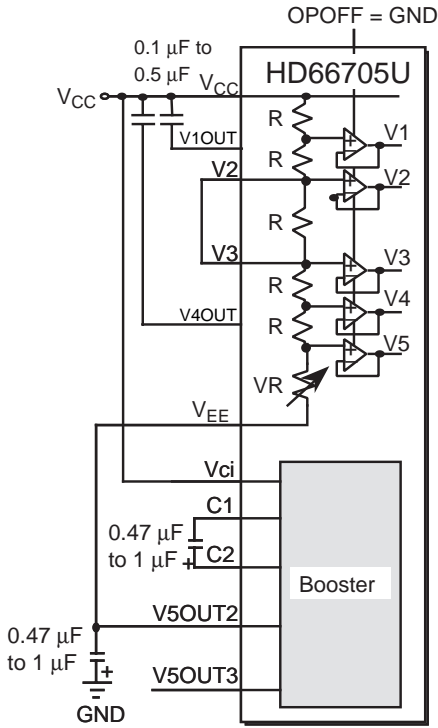 OPOFF = GND
0.1 μF to
0.5 μF
HD66705U
VCC
VCC
R
V1
V1OUT
R
V2
V2
R
V3
V3
R
V4
V4OUT
R
V5
VR
VEE
Vci
C1
0.47 μF
to 1 μF
+
C2
Booster
V5OUT2
0.47 μF
to 1 μF
+
V5OUT3
GND